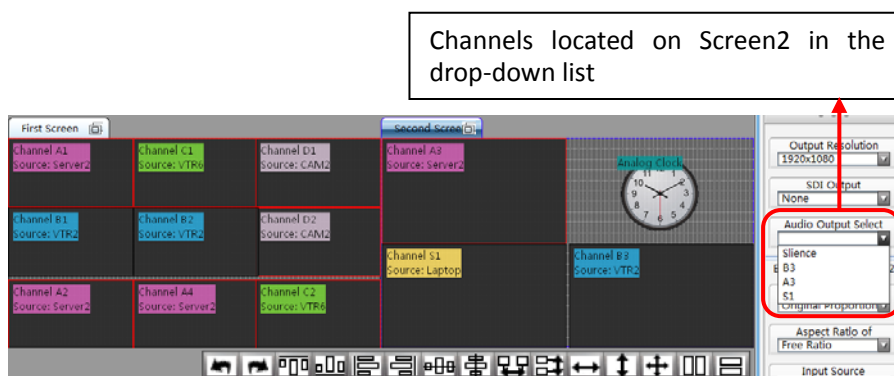 Channels located on Screen2 in the
drop-down list
First Screen
Second Screen
Channel A1
Source: Server2
Channel C1
Source: VTR6
Channel D1
Source: CAM2
Channel A3
Source: Server2
Analog Clock
Channel B1
Source: VTR2
Channel B2
Source: VTR2
Channel D2
Source: CAM2
Channel S1
Source: Laptop
Channel B3
Source: VTR2
Channel A2
Source: Server2
Channel A4
Source: Server2
Channel C2
Source: VTR6
Output Resolution
1920x1080
SDI Output
None
Audio Output Select
Slience
B3
A3
S1
Original Proportion
Aspect Ratio of
Free Ratio
Input Source